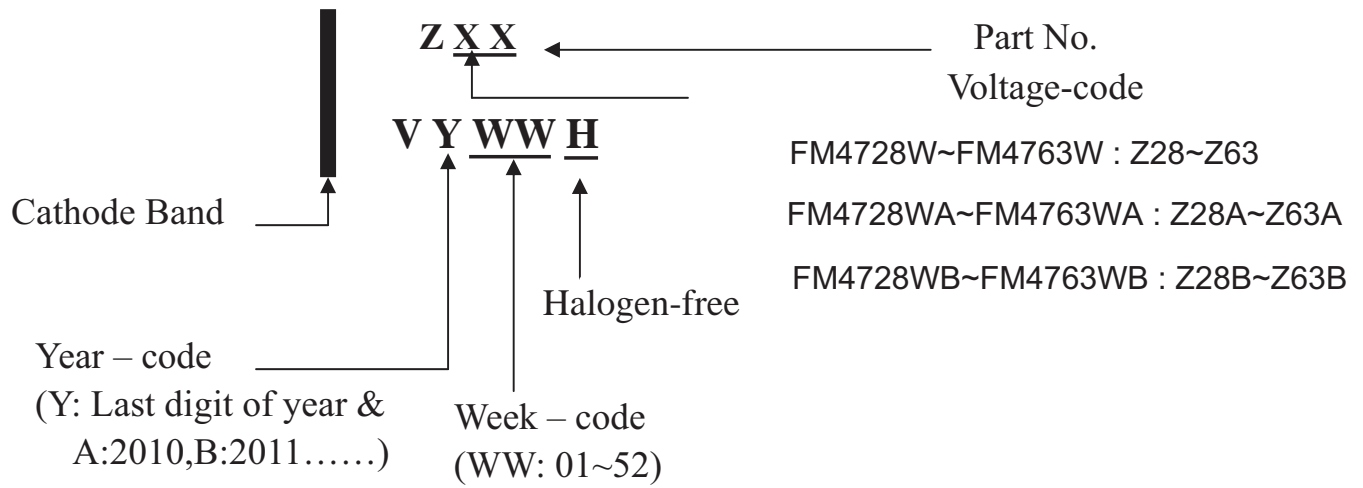 Z X X
Part No.
Voltage-code
V Y WW H
FM4728W~FM4763W : Z28~Z63
Cathode Band
FM4728WA~FM4763WA : Z28A~Z63A
FM4728WB~FM4763WB : Z28B~Z63B
Halogen-free
Year – code
(Y: Last digit of year &
A:2010,B:2011……)
Week – code
(WW: 01~52)